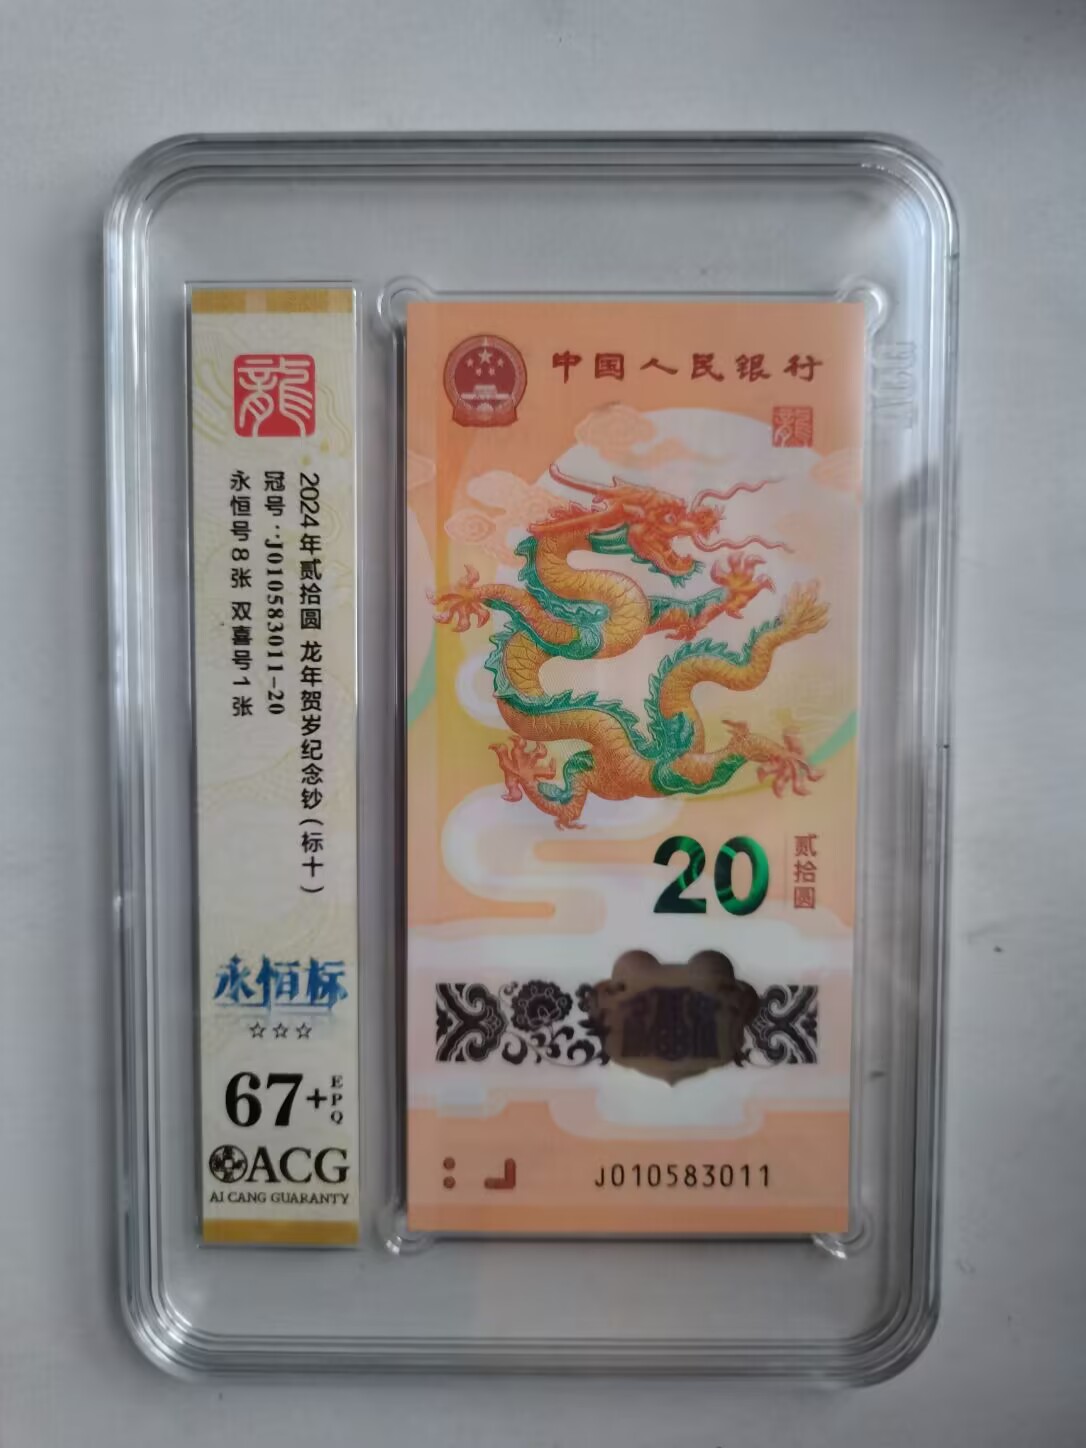 龍
2024年贰拾圆 龙年贺岁纪念钞(标十)
冠号:J010583011-20
永恒号8张 双喜号1张
永恒标
☆☆☆
67+EPQ
ACG
AI CANG GUARANTY
中国人民银行
龍
20
贰拾圆
J010583011